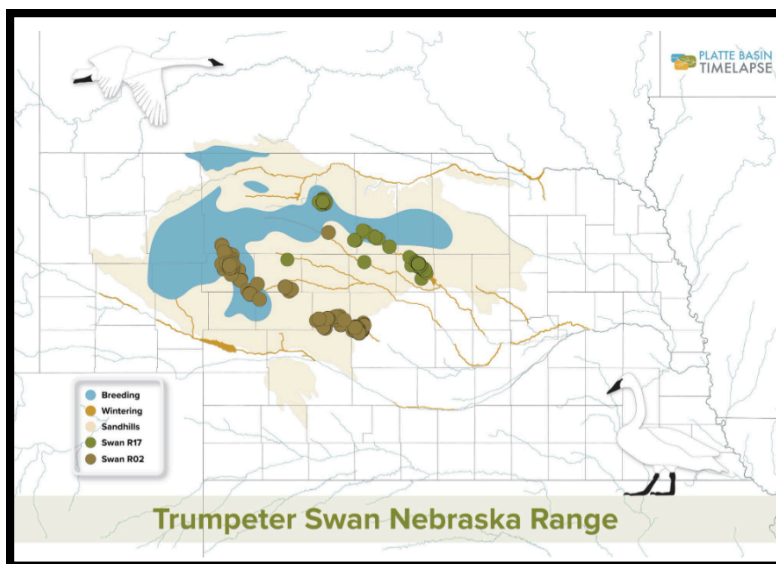 PLATTE BASIN
TIMELAPSE
Breeding
Wintering
Sandhills
Swan R17
Swan R02
Trumpeter Swan Nebraska Range